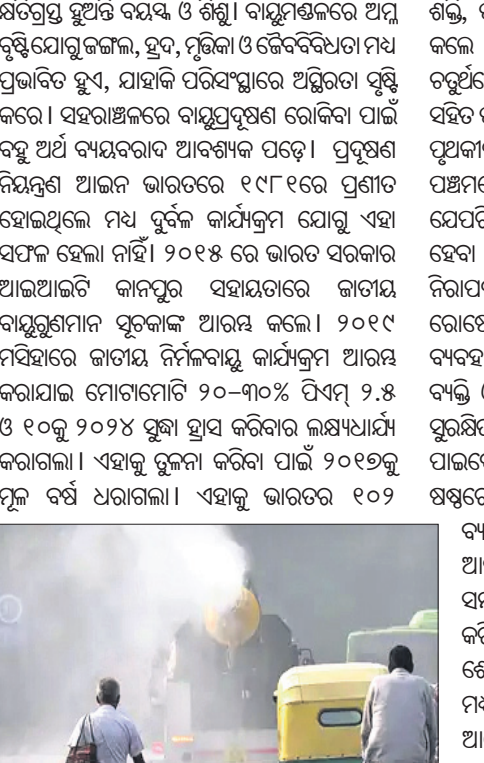 କ୍ଷତିଗ୍ରସ୍ତ ହୁଅନ୍ତି ବୟସ୍କ ଓ ଶିଶୁ। ବାୟୁମଣ୍ଡଳରେ ଅମ୍ଳ
ବୃଷ୍ଟି ଯୋଗୁ ଜଙ୍ଗଲ, ହ୍ରଦ, ମୃତ୍ତିକା ଓ ଜୈବବିବିଧତା ମଧ୍ୟ
ପ୍ରଭାବିତ ହୁଏ, ଯାହାକି ପରିସଂସ୍ଥାରେ ଅସ୍ଥିରତା ସୃଷ୍ଟି
କରେ। ସହରାଞ୍ଚଳରେ ବାୟୁପ୍ରଦୂଷଣ ରୋକିବା ପାଇଁ
ବହୁ ଅର୍ଥ ବ୍ୟୟବରାଦ ଆବଶ୍ୟକ ପଡ଼େ। ପ୍ରଦୂଷଣ
ନିୟନ୍ତ୍ରଣ ଆଇନ ଭାରତରେ ୧୯୮୧ରେ ପ୍ରଣୀତ
ହୋଇଥିଲେ ମଧ୍ୟ ଦୁର୍ବଳ କାର୍ଯ୍ୟକ୍ରମ ଯୋଗୁ ଏହା
ସଫଳ ହେଲା ନାହିଁ। ୨୦୧୫ ରେ ଭାରତ ସରକାର
ଆଇଆଇଟି କାନପୁର ସହାୟତାରେ ଜାତୀୟ
ବାୟୁଗୁଣମାନ ସୂଚକାଙ୍କ ଆରମ୍ଭ କଲେ। ୨୦୧୯
ମସିହାରେ ଜାତୀୟ ନିର୍ମଳବାୟୁ କାର୍ଯ୍ୟକ୍ରମ ଆରମ୍ଭ
କରାଯାଇ ମୋଟାମୋଟି ୨୦–୩୦% ପିଏମ୍ ୨.୫
ଓ ୧୦କୁ ୨୦୨୪ ସୁଦ୍ଧା ହ୍ରାସ କରିବାର ଲକ୍ଷ୍ୟଧାର୍ଯ୍ୟ
କରାଗଲା। ଏହାକୁ ତୁଳନା କରିବା ପାଇଁ ୨୦୧୭କୁ
ମୂଳ ବର୍ଷ ଧରାଗଲା। ଏହାକୁ ଭାରତର ୧୦୨
ଶକ୍ତି,
କଲେ
ସହିତ
ହେବା